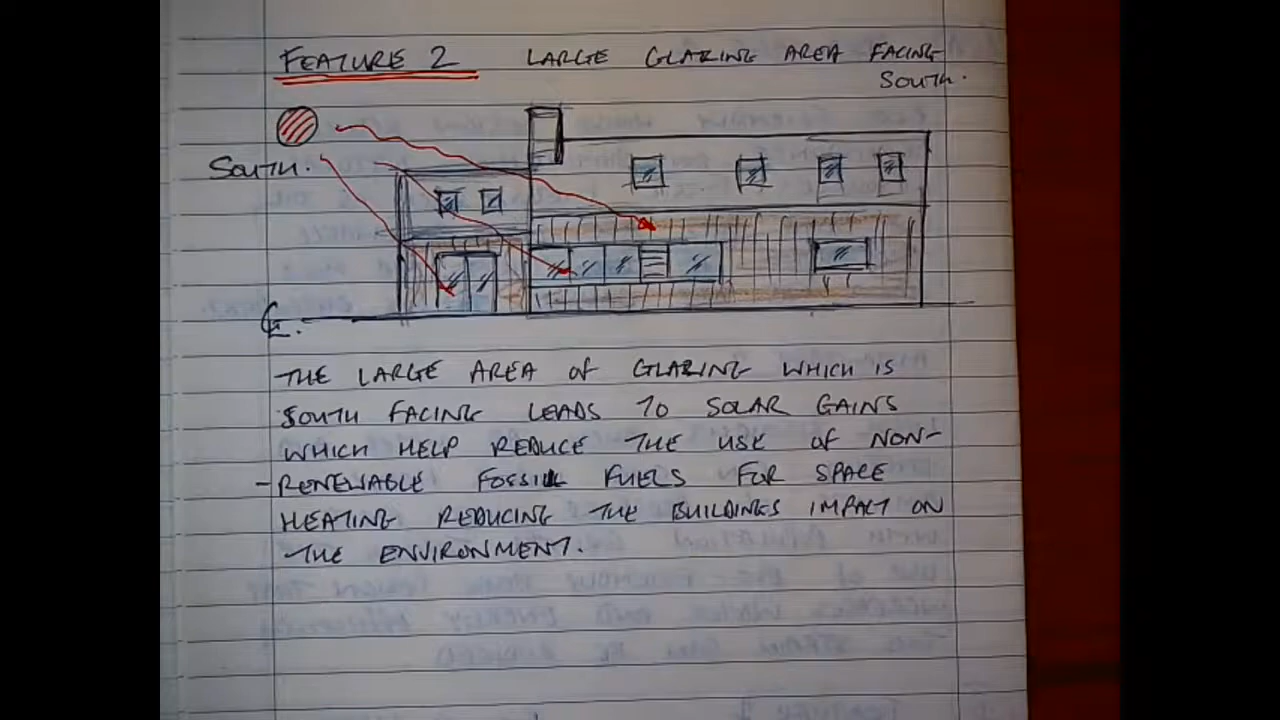 FEATURE 2 LARGE GLAZING AREA FACING
SOUTH.
SOUTH.
G.L.
THE LARGE AREA OF GLAZING WHICH IS
SOUTH FACING LEADS TO SOLAR GAINS
WHICH HELP REDUCE THE USE OF NON-
-RENEWABLE FOSSIL FUELS FOR SPACE
HEATING REDUCING THE BUILDINGS IMPACT ON
THE ENVIRONMENT.